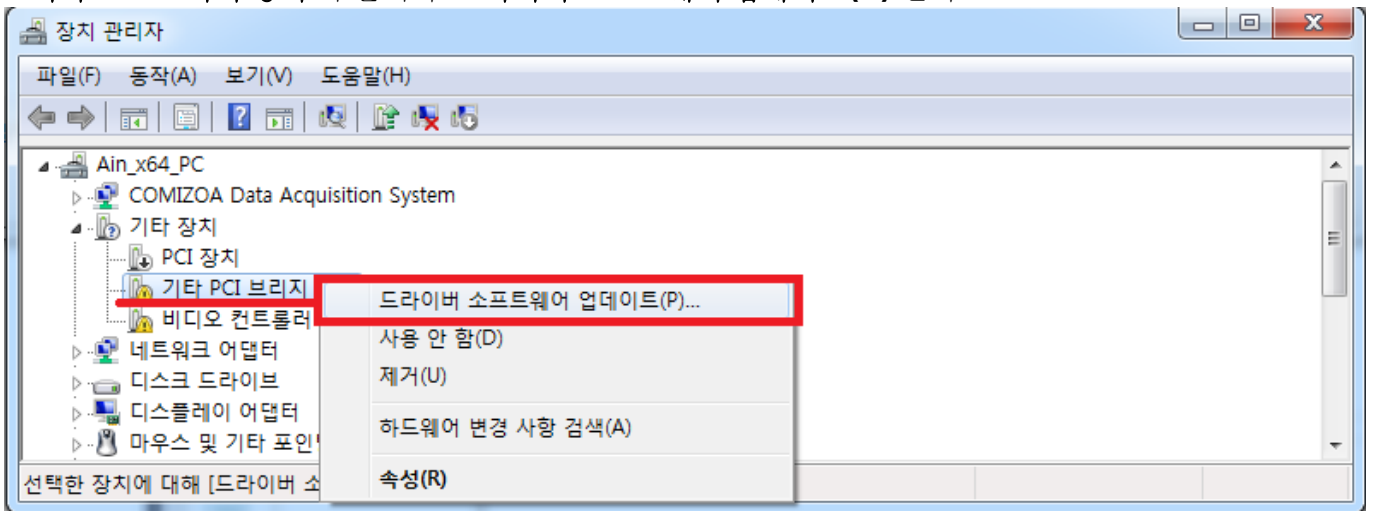 장치 관리자
파일(F) 동작(A) 보기(V) 도움말(H)
Ain_x64_PC
COMIZOA Data Acquisition System
기타 장치
PCI 장치
기타 PCI 브리지
비디오 컨트롤러
네트워크 어댑터
디스크 드라이브
디스플레이 어댑터
마우스 및 기타
드라이버 소프트웨어 업데이트(P)...
사용 안 함(D)
제거(U)
하드웨어 변경 사항 검색(A)
속성(R)
선택한 장치에 대해 [드라이버